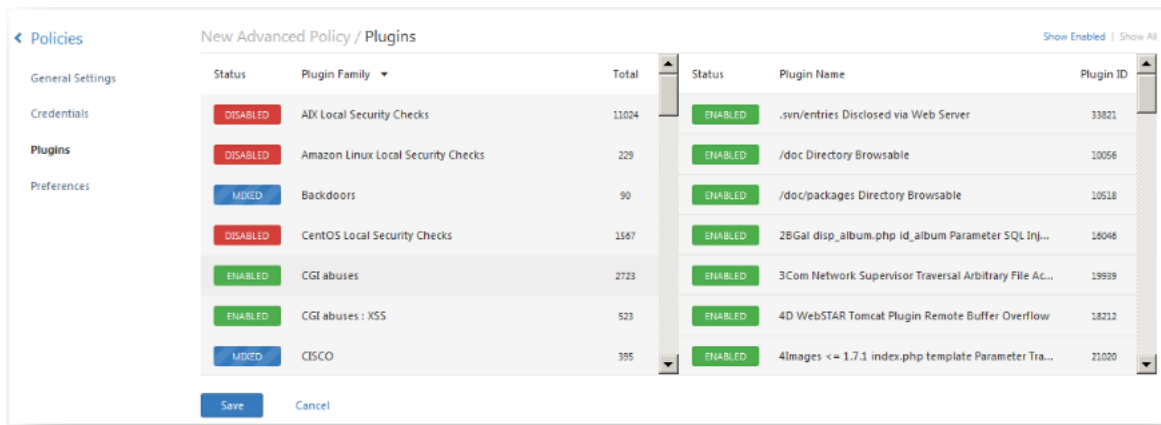 Policies
New Advanced Policy / Plugins
Show Enabled | Show All
General Settings
Credentials
Plugins
Preferences
Status Plugin Family Total
DISABLED AIX Local Security Checks 11024
DISABLED Amazon Linux Local Security Checks 229
MIXED Backdoors 90
DISABLED CentOS Local Security Checks 1567
ENABLED CGI abuses 2723
ENABLED CGI abuses : XSS 523
MIXED CISCO 395
Status Plugin Name Plugin ID
ENABLED .svn/entries Disclosed via Web Server 33821
ENABLED /doc Directory Browsable 10056
ENABLED /doc/packages Directory Browsable 10518
ENABLED 2BGal disp_album.php id_album Parameter SQL Inj... 16046
ENABLED 3Com Network Supervisor Traversal Arbitrary File Ac... 19939
ENABLED 4D WebSTAR Tomcat Plugin Remote Buffer Overflow 18212
ENABLED 4Images <= 1.7.1 index.php template Parameter Tra... 21020
Save Cancel